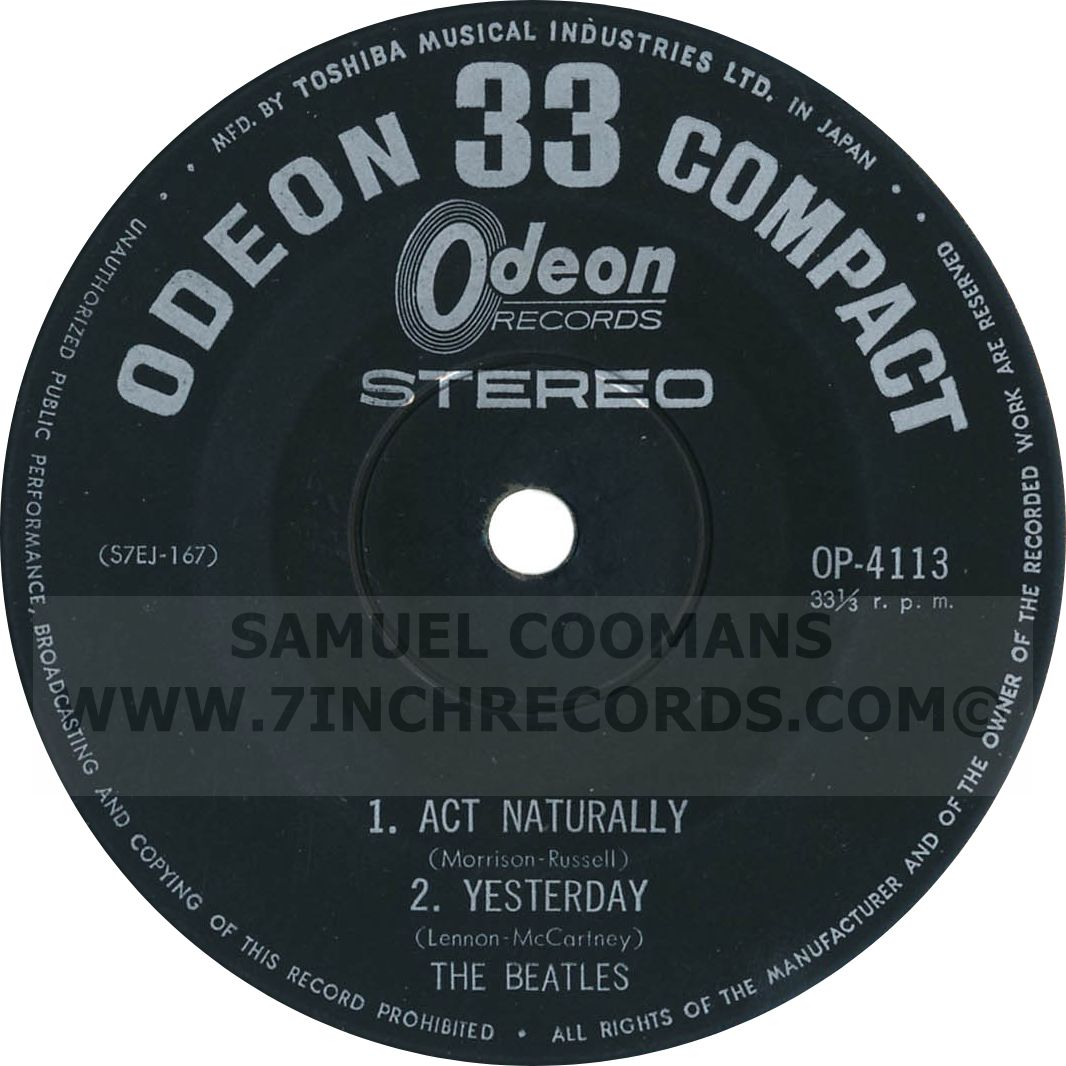 MFD. BY TOSHIBA MUSICAL INDUSTRIES LTD. IN JAPAN
ODEON 33 COMPACT
Odeon
RECORDS
STEREO
(S7EJ-167)
OP-4113
33⅓ r. p. m.
SAMUEL COOMANS
WWW.7INCHRECORDS.COM©
1. ACT NATURALLY
(Morrison-Russell)
2. YESTERDAY
(Lennon-McCartney)
THE BEATLES
UNAUTHORIZED PUBLIC PERFORMANCE, BROADCASTING AND COPYING OF THIS RECORD PROHIBITED • ALL RIGHTS OF THE MANUFACTURER AND OF THE OWNER OF THE RECORDED WORK ARE RESERVED